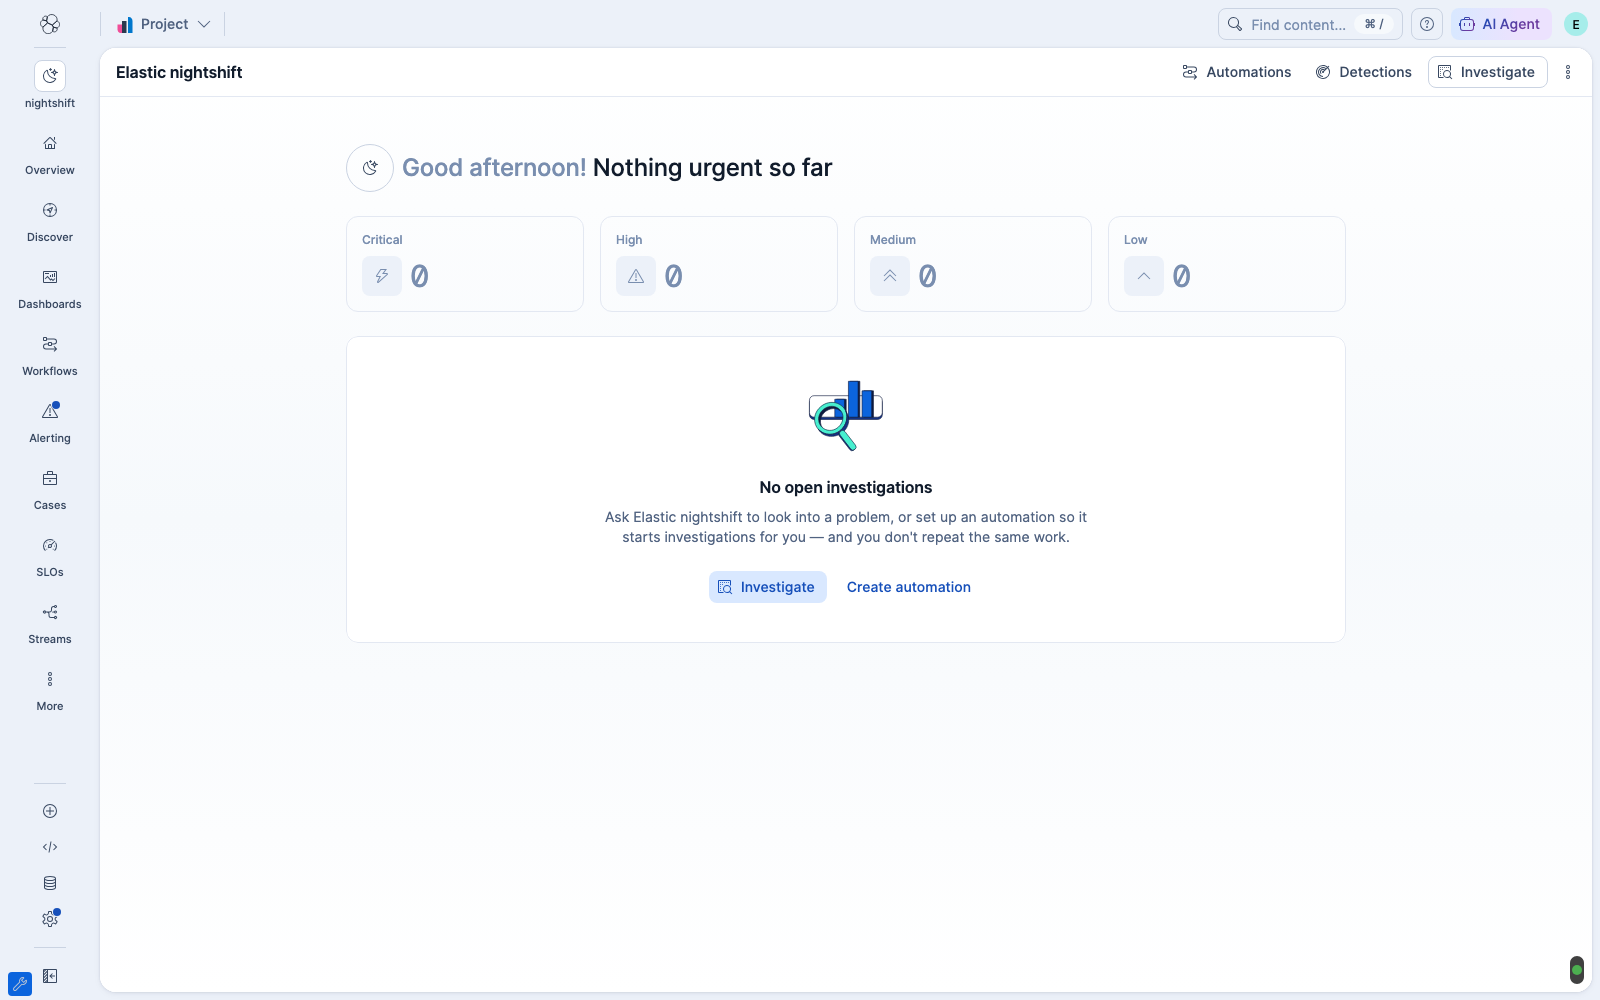 Project
Find content...
⌘ /
AI Agent
E
Elastic nightshift
Automations
Detections
Investigate
nightshift
Overview
Discover
Dashboards
Workflows
Alerting
Cases
SLOs
Streams
More
Good afternoon! Nothing urgent so far
Critical
0
High
0
Medium
0
Low
0
No open investigations
Ask Elastic nightshift to look into a problem, or set up an automation so it
starts investigations for you — and you don't repeat the same work.
Investigate
Create automation